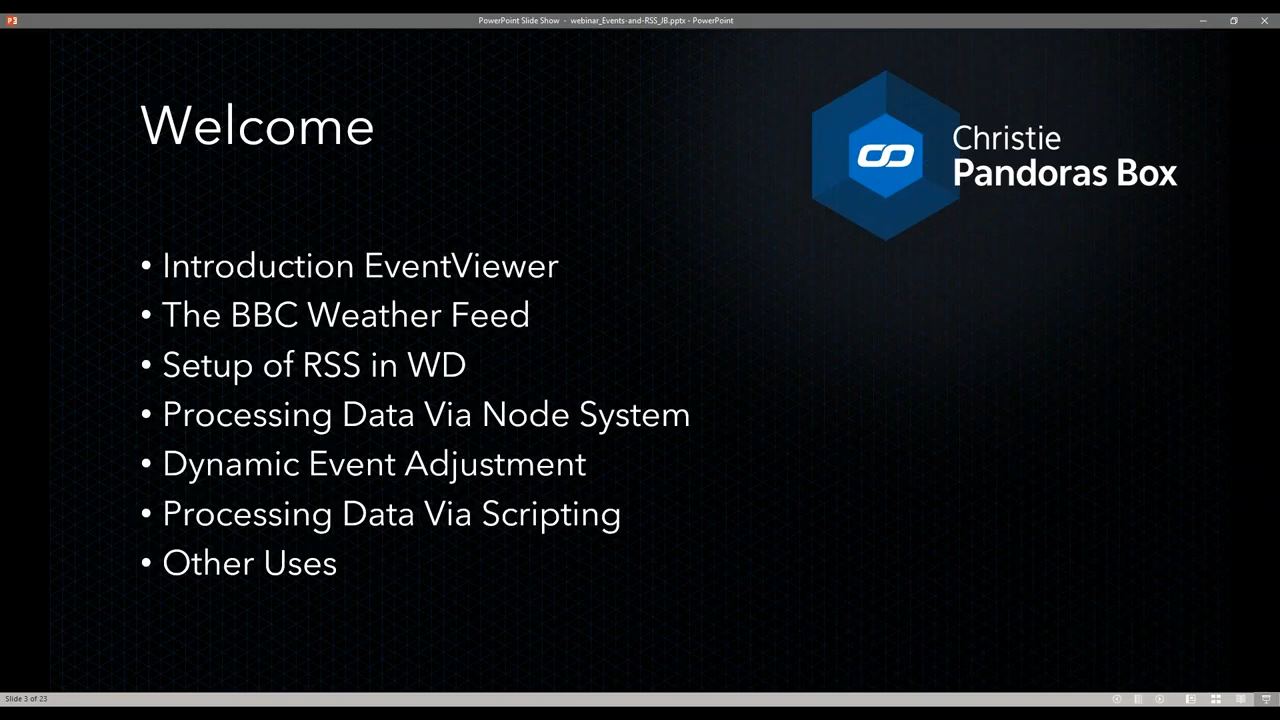 PowerPoint Slide Show - webinar_Events-and-RSS_JB.pptx - PowerPoint
Welcome
Christie
Pandoras Box
• Introduction EventViewer
• The BBC Weather Feed
• Setup of RSS in WD
• Processing Data Via Node System
• Dynamic Event Adjustment
• Processing Data Via Scripting
• Other Uses
Slide 3 of 23